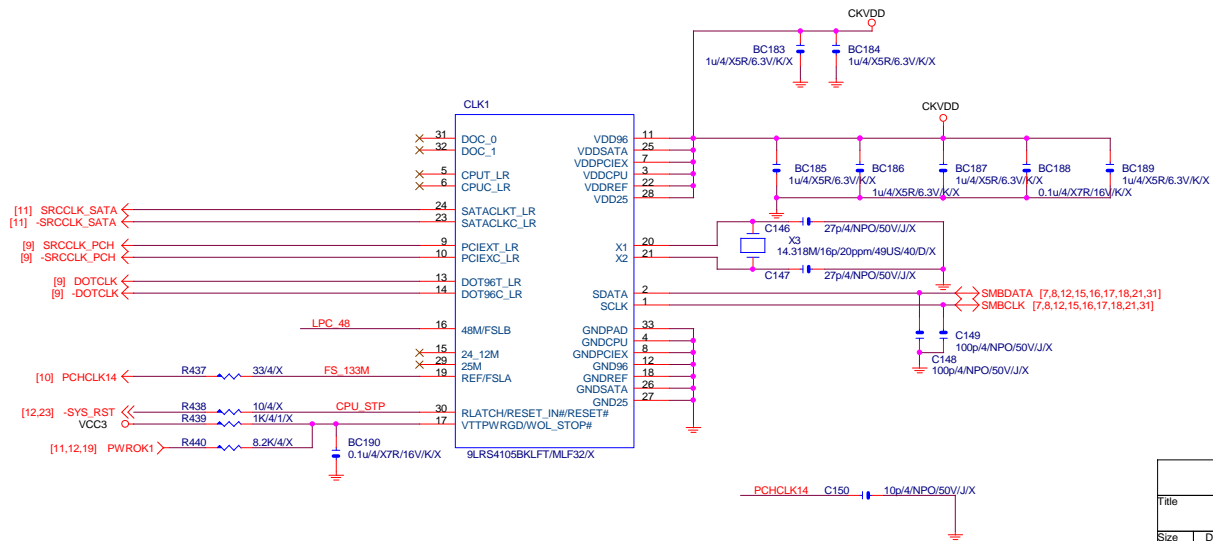 CKVDD
BC183
1u/4/X5R/6.3V/K/X
BC184
1u/4/X5R/6.3V/K/X
CLK1
CKVDD
31 DOC_0
32 DOC_1
5 CPUT_LR
6 CPUC_LR
VDD96 11
VDDSATA 25
VDDPCIEX 7
VDDCPU 3
VDDREF 22
VDD25 28
BC185
1u/4/X5R/6.3V/K/X
BC186
1u/4/X5R/6.3V/K/X
BC187
1u/4/X5R/6.3V/K/X
BC188
0.1u/4/X7R/16V/K/X
BC189
1u/4/X5R/6.3V/K/X
[11] SRCCLK_SATA 24 SATACLKT_LR
[11] -SRCCLK_SATA 23 SATACLKC_LR
[9] SRCCLK_PCH 9 PCIEXT_LR
[9] -SRCCLK_PCH 10 PCIEXC_LR
X1 20
X2 21
C146 27p/4/NPO/50V/J/X
X3
14.318M/16p/20ppm/49US/40/D/X
C147 27p/4/NPO/50V/J/X
[9] DOTCLK 13 DOT96T_LR
[9] -DOTCLK 14 DOT96C_LR
SDATA 2 SMBDATA [7,8,12,15,16,17,18,21,31]
SCLK 1 SMBCLK [7,8,12,15,16,17,18,21,31]
LPC_48 16 48M/FSLB
15 24_12M
29 25M
[10] PCHCLK14 R437 33/4/X FS_133M 19 REF/FSLA
GNDPAD 33
GNDCPU 4
GNDPCIEX 8
GND96 12
GNDREF 18
GNDSATA 26
GND25 27
C149
100p/4/NPO/50V/J/X
C148
100p/4/NPO/50V/J/X
[12,23] -SYS_RST R438 10/4/X CPU_STP 30 RLATCH/RESET_IN#/RESET#
VCC3 R439 1K/4/1/X 17 VTTPWRGD/WOL_STOP#
[11,12,19] PWROK1 R440 8.2K/4/X
BC190
0.1u/4/X7R/16V/K/X
9LRS4105BKLFT/MLF32/X
PCHCLK14 C150 10p/4/NPO/50V/J/X
Title
Size D